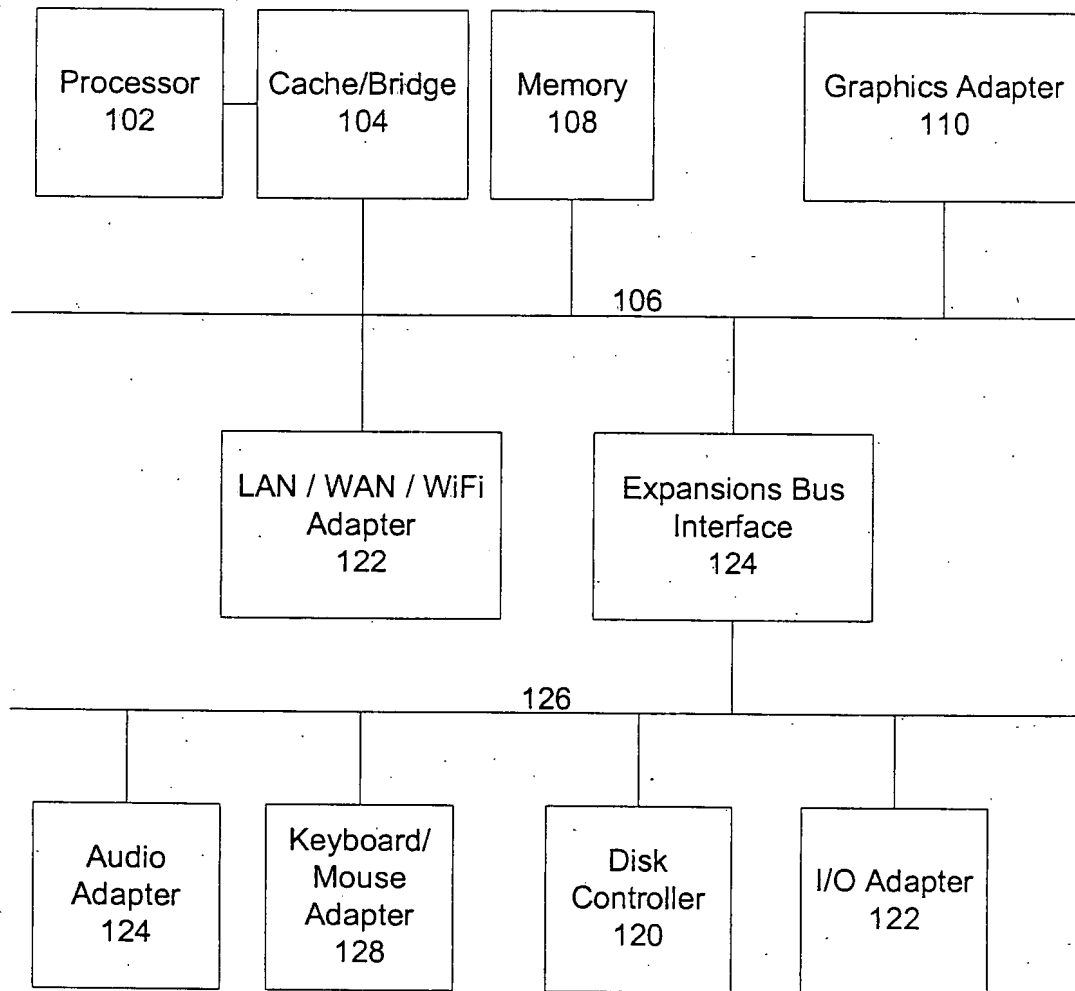 Processor
102
Cache/Bridge
104
Memory
108
Graphics Adapter
110
106
LAN / WAN / WiFi
Adapter
122
Expansions Bus
Interface
124
126
Audio
Adapter
124
Keyboard/
Mouse
Adapter
128
Disk
Controller
120
I/O Adapter
122